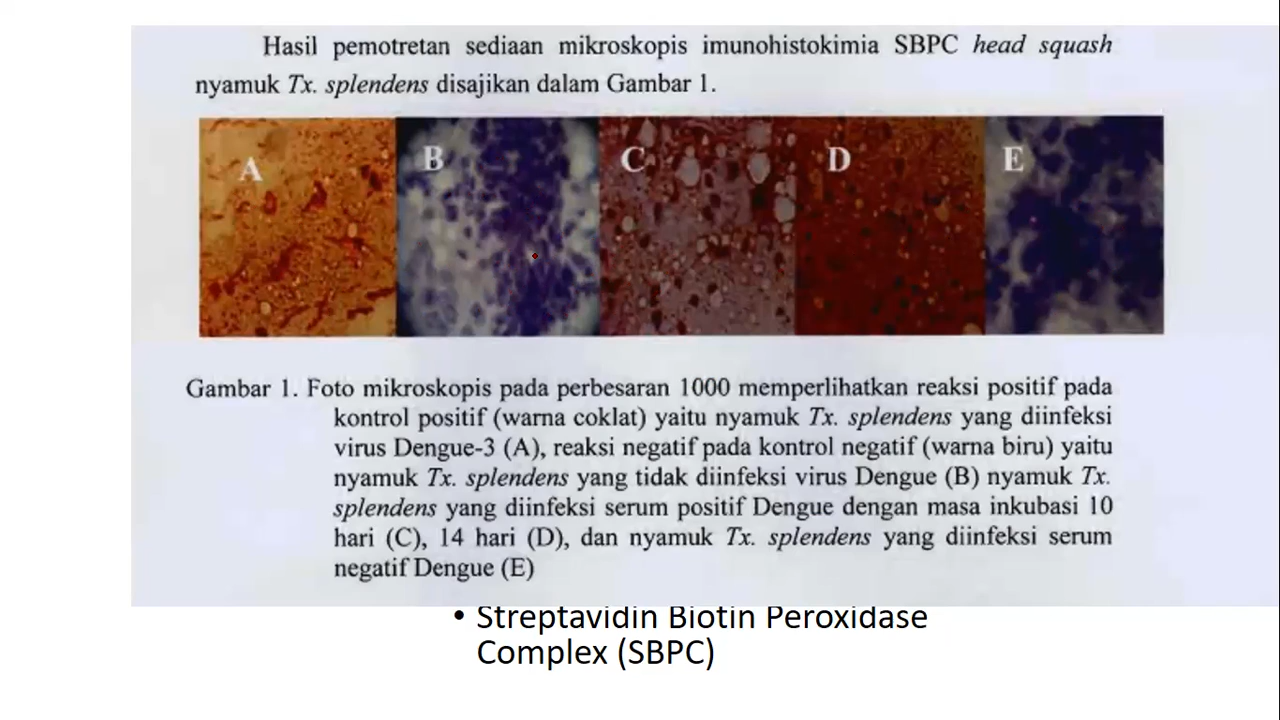 Hasil pemotretan sediaan mikroskopis imunohistokimia SBPC head squash
nyamuk Tx. splendens disajikan dalam Gambar 1.
A B C D E
Gambar 1. Foto mikroskopis pada perbesaran 1000 memperlihatkan reaksi positif pada
kontrol positif (warna coklat) yaitu nyamuk Tx. splendens yang diinfeksi
virus Dengue-3 (A), reaksi negatif pada kontrol negatif (warna biru) yaitu
nyamuk Tx. splendens yang tidak diinfeksi virus Dengue (B) nyamuk Tx.
splendens yang diinfeksi serum positif Dengue dengan masa inkubasi 10
hari (C), 14 hari (D), dan nyamuk Tx. splendens yang diinfeksi serum
negatif Dengue (E)
• Streptavidin Biotin Peroxidase
Complex (SBPC)